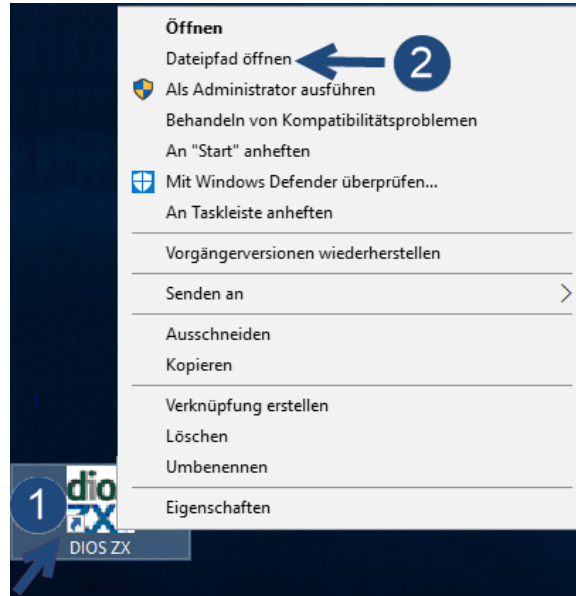 Öffnen
Dateipfad öffnen
2
Als Administrator ausführen
Behandeln von Kompatibilitätsproblemen
An "Start" anheften
Mit Windows Defender überprüfen...
An Taskleiste anheften
Vorgängerversionen wiederherstellen
Senden an
Ausschneiden
Kopieren
Verknüpfung erstellen
Löschen
Umbenennen
Eigenschaften
1
dio
ZX
DIOS ZX